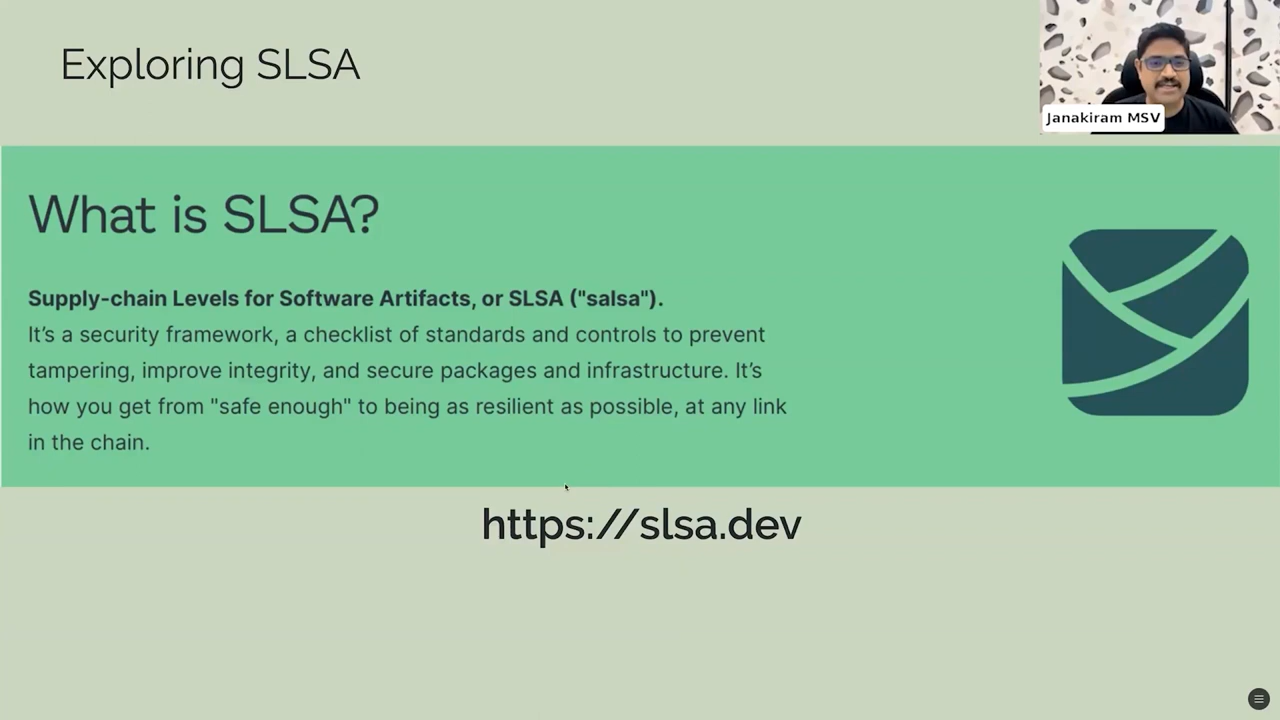 Exploring SLSA
Janakiram MSV
What is SLSA?
Supply-chain Levels for Software Artifacts, or SLSA ("salsa").
It’s a security framework, a checklist of standards and controls to prevent
tampering, improve integrity, and secure packages and infrastructure. It’s
how you get from "safe enough" to being as resilient as possible, at any link
in the chain.
https://slsa.dev